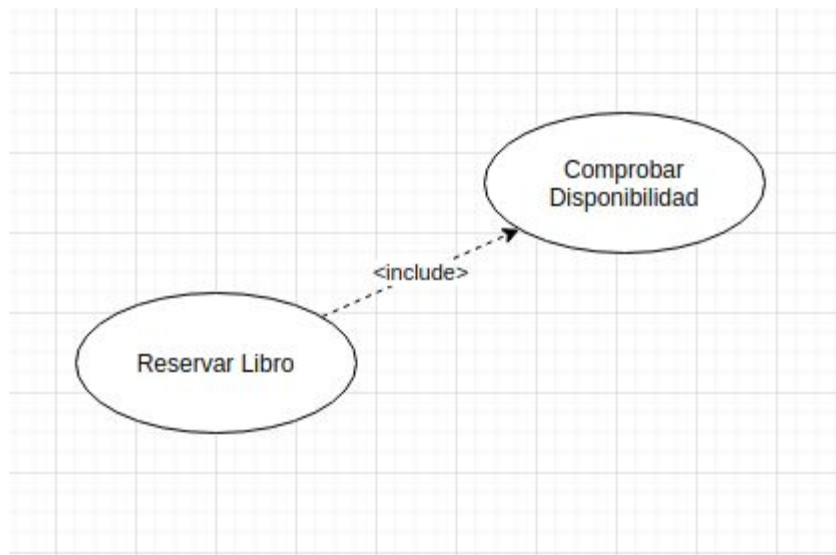 Comprobar
Disponibilidad
<include>
Reservar Libro